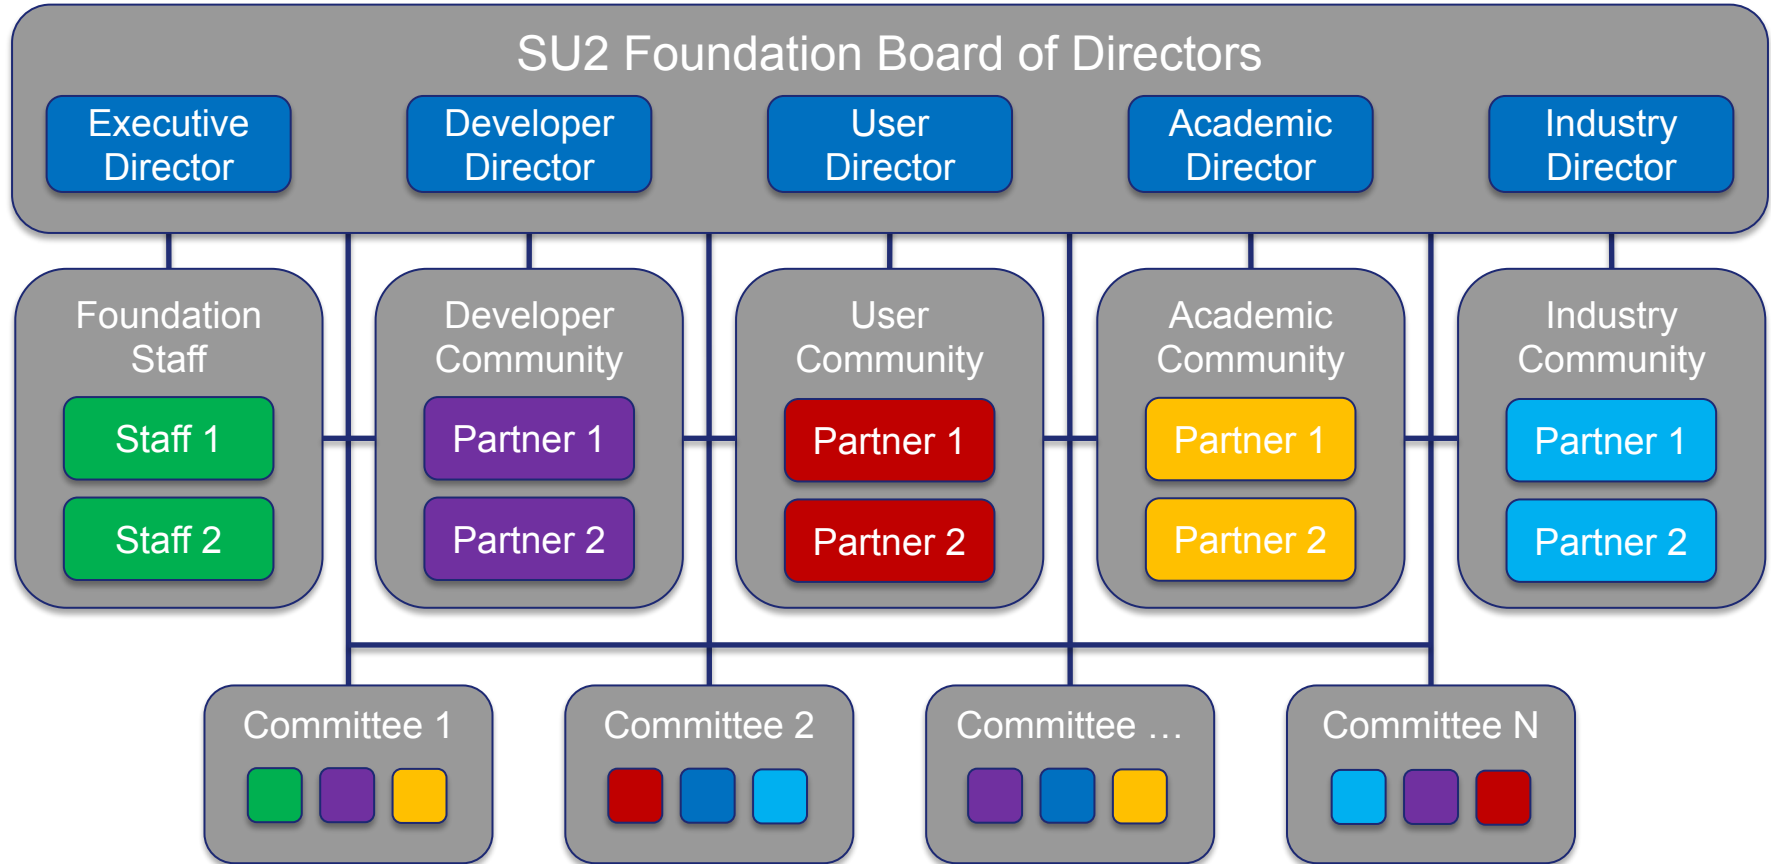 SU2 Foundation Board of Directors
Executive
Director
Developer
Director
User
Director
Academic
Director
Industry
Director
Foundation
Staff
Staff 1
Staff 2
Developer
Community
Partner 1
Partner 2
User
Community
Partner 1
Partner 2
Academic
Community
Partner 1
Partner 2
Industry
Community
Partner 1
Partner 2
Committee 1
Committee 2
Committee …
Committee N